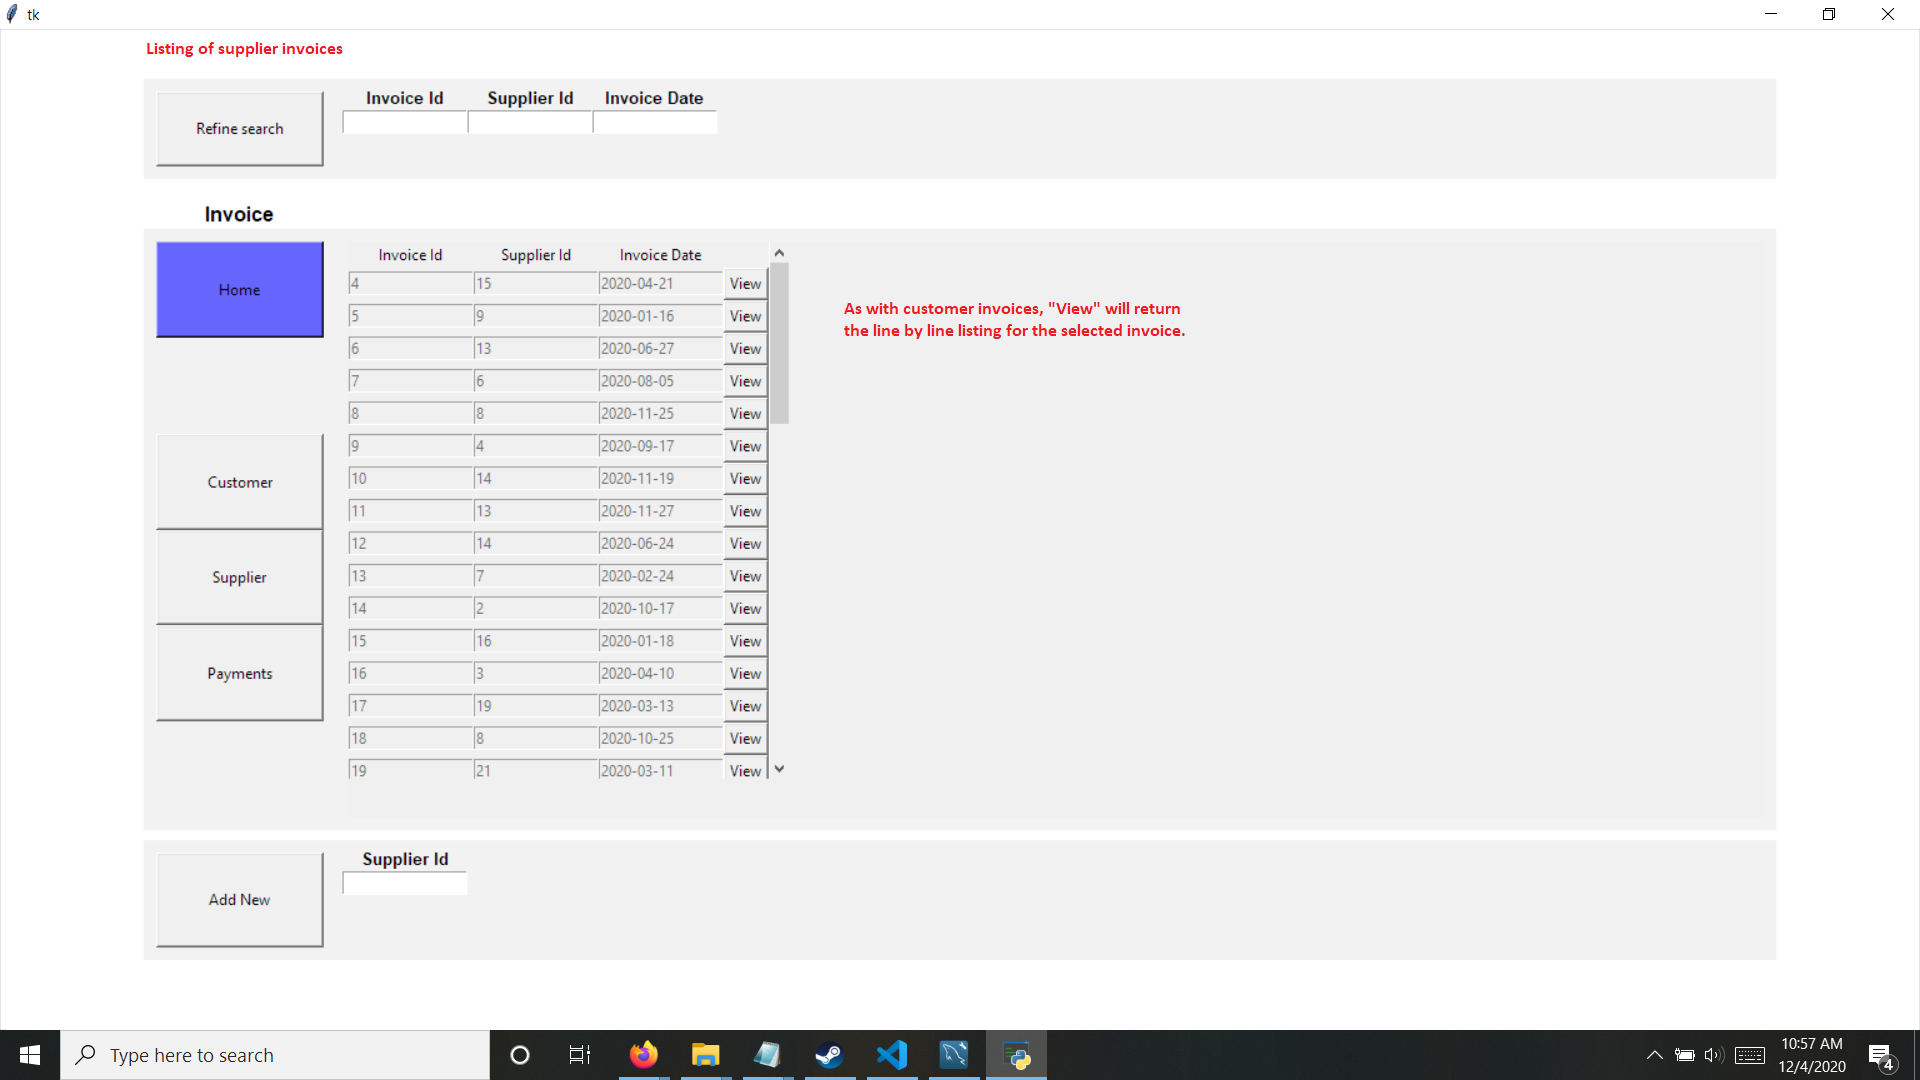 tk
Listing of supplier invoices
Invoice Id Supplier Id Invoice Date
Refine search
Invoice
Home
Invoice Id Supplier Id Invoice Date
4 15 2020-04-21 View
5 9 2020-01-16 View
6 13 2020-06-27 View
7 6 2020-08-05 View
8 8 2020-11-25 View
9 4 2020-09-17 View
10 14 2020-11-19 View
11 13 2020-11-27 View
12 14 2020-06-24 View
13 7 2020-02-24 View
14 2 2020-10-17 View
15 16 2020-01-18 View
16 3 2020-04-10 View
17 19 2020-03-13 View
18 8 2020-10-25 View
19 21 2020-03-11 View
As with customer invoices, "View" will return
the line by line listing for the selected invoice.
Customer
Supplier
Payments
Supplier Id
Add New
Type here to search
10:57 AM
12/4/2020
4